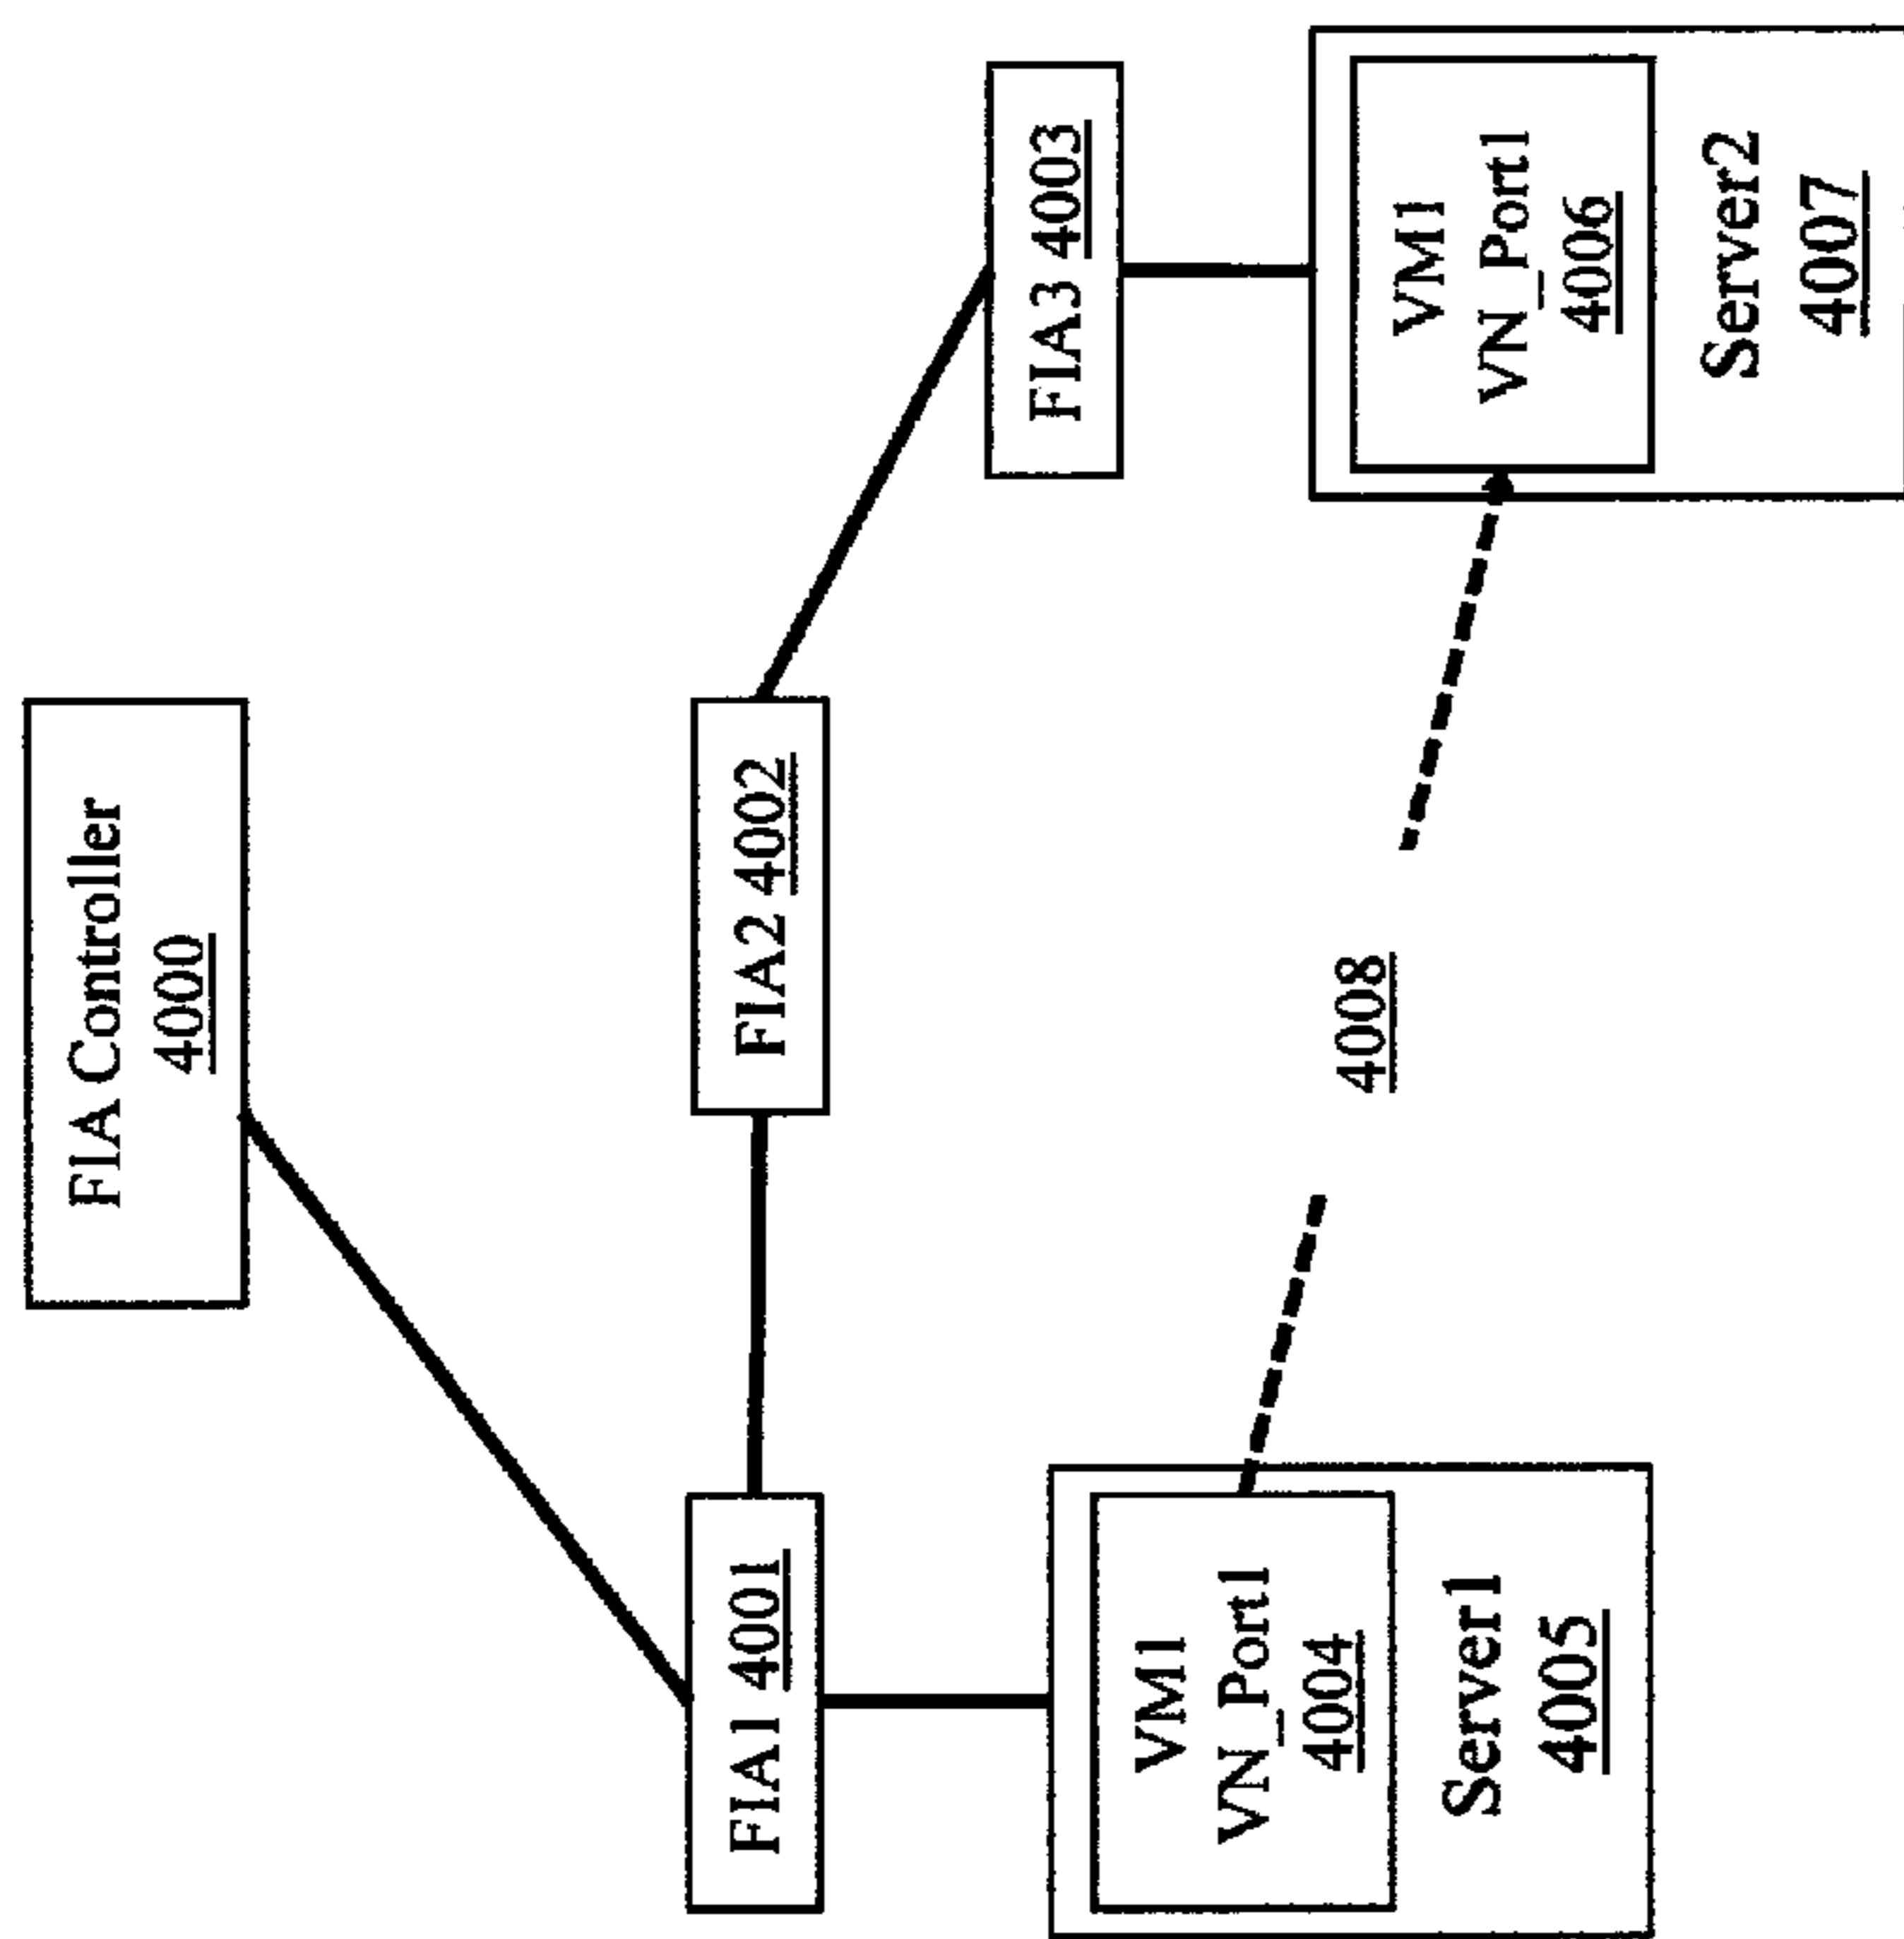 FIA Controller
4000
FIA1 4001
FIA2 4002
FIA3 4003
VM1
VN_Port1
4004
Server1
4005
4008
VM1
VN_Port1
4006
Server2
4007